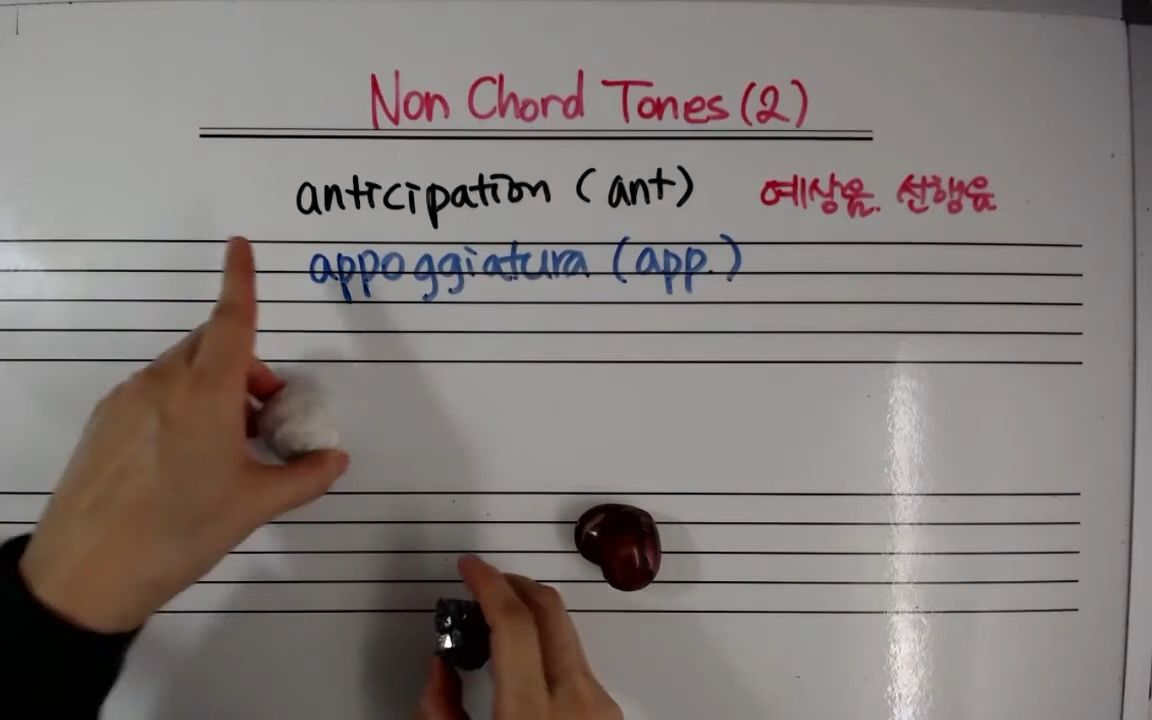 Non Chord Tones (2)
anticipation (ant) 예상음. 선행음
appoggiatura (app.)